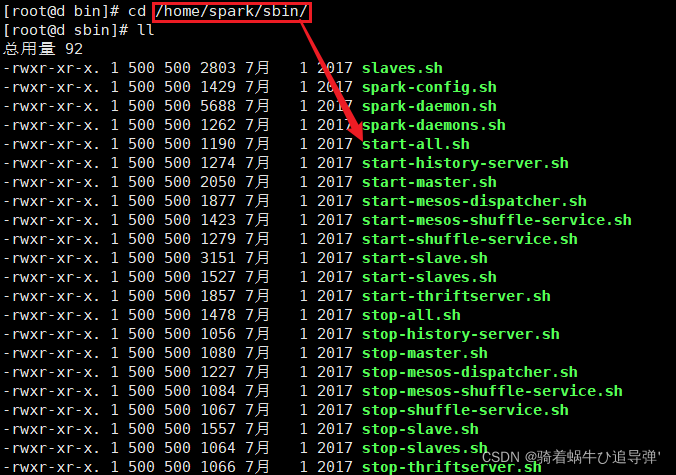 [root@d bin]# cd /home/spark/sbin/
[root@d sbin]# ll
总用量 92
-rwxr-xr-x. 1 500 500 2803 7月   1 2017 slaves.sh
-rwxr-xr-x. 1 500 500 1429 7月   1 2017 spark-config.sh
-rwxr-xr-x. 1 500 500 5688 7月   1 2017 spark-daemon.sh
-rwxr-xr-x. 1 500 500 1262 7月   1 2017 spark-daemons.sh
-rwxr-xr-x. 1 500 500 1190 7月   1 2017 start-all.sh
-rwxr-xr-x. 1 500 500 1274 7月   1 2017 start-history-server.sh
-rwxr-xr-x. 1 500 500 2050 7月   1 2017 start-master.sh
-rwxr-xr-x. 1 500 500 1877 7月   1 2017 start-mesos-dispatcher.sh
-rwxr-xr-x. 1 500 500 1423 7月   1 2017 start-mesos-shuffle-service.sh
-rwxr-xr-x. 1 500 500 1279 7月   1 2017 start-shuffle-service.sh
-rwxr-xr-x. 1 500 500 3151 7月   1 2017 start-slave.sh
-rwxr-xr-x. 1 500 500 1527 7月   1 2017 start-slaves.sh
-rwxr-xr-x. 1 500 500 1857 7月   1 2017 start-thriftserver.sh
-rwxr-xr-x. 1 500 500 1478 7月   1 2017 stop-all.sh
-rwxr-xr-x. 1 500 500 1056 7月   1 2017 stop-history-server.sh
-rwxr-xr-x. 1 500 500 1080 7月   1 2017 stop-master.sh
-rwxr-xr-x. 1 500 500 1227 7月   1 2017 stop-mesos-dispatcher.sh
-rwxr-xr-x. 1 500 500 1084 7月   1 2017 stop-mesos-shuffle-service.sh
-rwxr-xr-x. 1 500 500 1067 7月   1 2017 stop-shuffle-service.sh
-rwxr-xr-x. 1 500 500 1557 7月   1 2017 stop-slave.sh
-rwxr-xr-x. 1 500 500 1064 7月   1 2017 stop-slaves.sh
-rwxr-xr-x. 1 500 500 1066 7月   1 2017 stop-thriftserver.sh
CSDN @骑着蜗牛ひ追导弹'